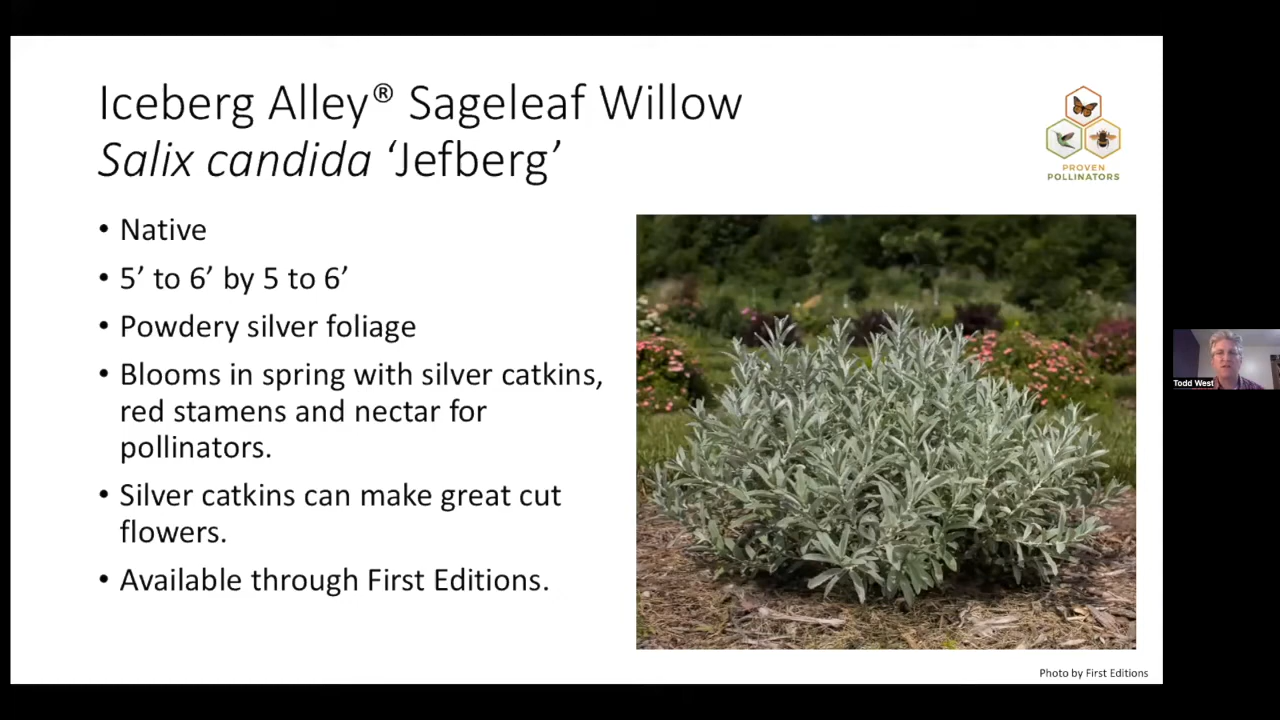 Iceberg Alley® Sageleaf Willow
Salix candida ‘Jefberg’
PROVEN
POLLINATORS
• Native
• 5’ to 6’ by 5 to 6’
• Powdery silver foliage
• Blooms in spring with silver catkins,
red stamens and nectar for
pollinators.
• Silver catkins can make great cut
flowers.
• Available through First Editions.
Todd West
Photo by First Editions